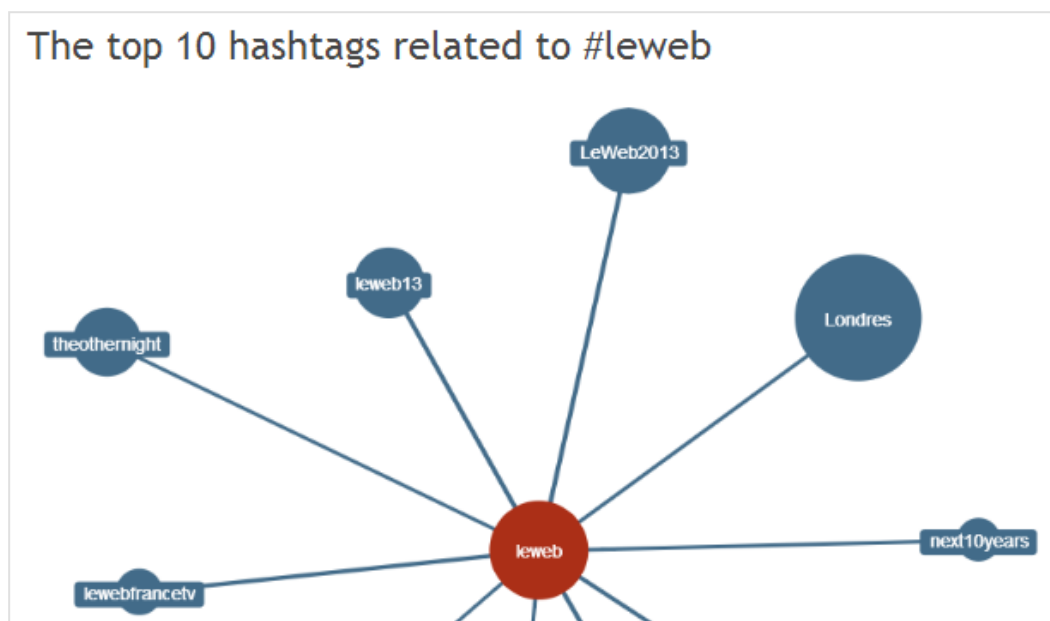 The top 10 hashtags related to #leweb
LeWeb2013
leweb13
Londres
theothernight
leweb
next10years
lewebfrancetv